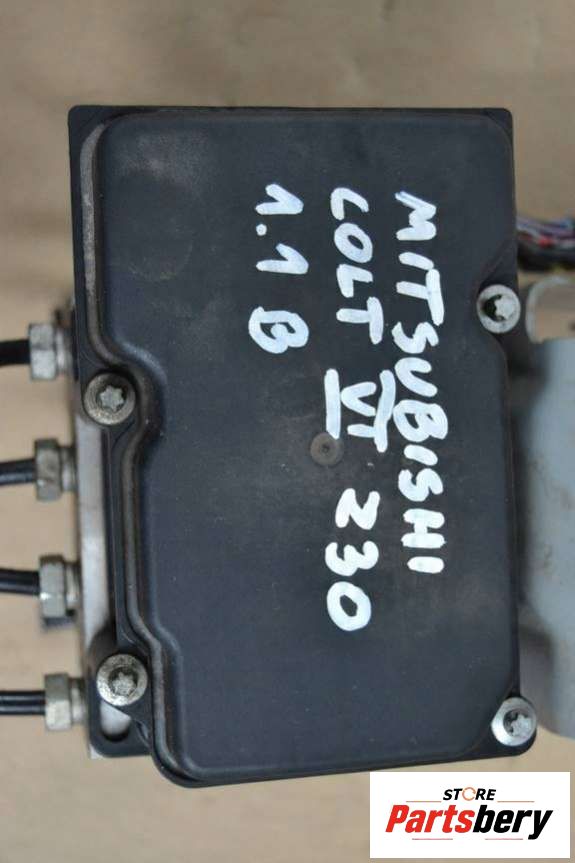 MITSUBISHI
COLT VI Z30
1.1 B
STORE
Partsbery